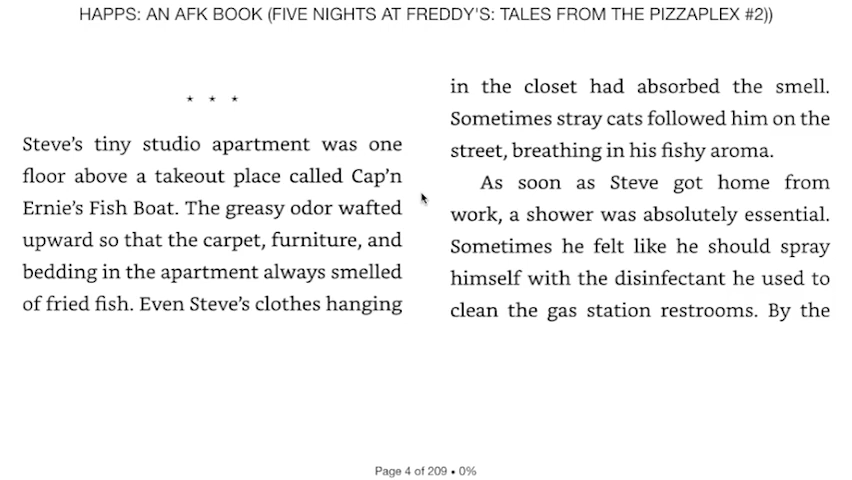 HAPPS: AN AFK BOOK (FIVE NIGHTS AT FREDDY'S: TALES FROM THE PIZZAPLEX #2))
* * *
Steve’s tiny studio apartment was one
floor above a takeout place called Cap’n
Ernie’s Fish Boat. The greasy odor wafted
upward so that the carpet, furniture, and
bedding in the apartment always smelled
of fried fish. Even Steve’s clothes hanging
in the closet had absorbed the smell.
Sometimes stray cats followed him on the
street, breathing in his fishy aroma.
As soon as Steve got home from
work, a shower was absolutely essential.
Sometimes he felt like he should spray
himself with the disinfectant he used to
clean the gas station restrooms. By the
Page 4 of 209 • 0%